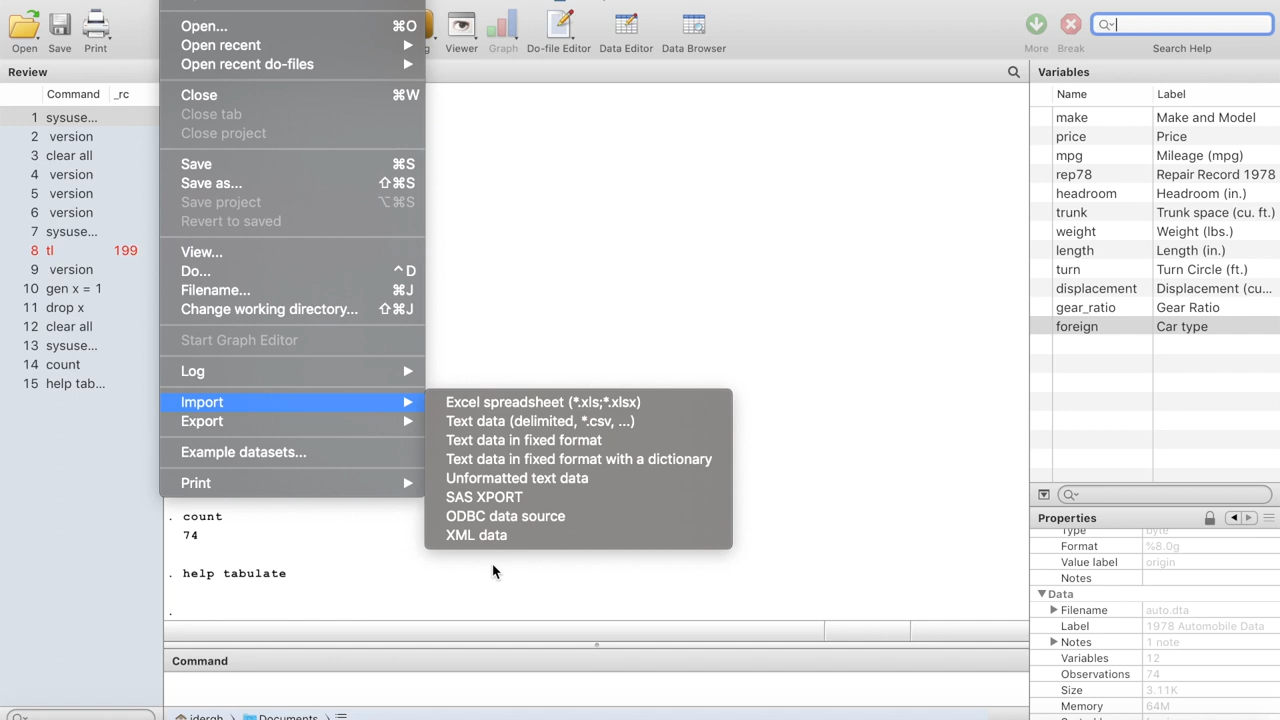 Open
Save
Print
g
Viewer
Graph
Do-file Editor
Data Editor
Data Browser
More
Break
Search Help
Review
Command
_rc
1 sysuse...
2 version
3 clear all
4 version
5 version
6 version
7 sysuse...
8 tl 199
9 version
10 gen x = 1
11 drop x
12 clear all
13 sysuse...
14 count
15 help tab...
Open... ⌘O
Open recent
Open recent do-files
Close ⌘W
Close tab
Close project
Save ⌘S
Save as... ⇧⌘S
Save project ⌥⌘S
Revert to saved
View...
Do... ^D
Filename... ⌘J
Change working directory... ⇧⌘J
Start Graph Editor
Log
Import
Export
Example datasets...
Print
Excel spreadsheet (*.xls;*.xlsx)
Text data (delimited, *.csv, ...)
Text data in fixed format
Text data in fixed format with a dictionary
Unformatted text data
SAS XPORT
ODBC data source
XML data
. count
74
. help tabulate
.
Command
idergh
Documents
Variables
Name Label
make Make and Model
price Price
mpg Mileage (mpg)
rep78 Repair Record 1978
headroom Headroom (in.)
trunk Trunk space (cu. ft.)
weight Weight (lbs.)
length Length (in.)
turn Turn Circle (ft.)
displacement Displacement (cu...
gear_ratio Gear Ratio
foreign Car type
Properties
Type byte
Format %8.0g
Value label origin
Notes
Data
Filename auto.dta
Label 1978 Automobile Data
Notes 1 note
Variables 12
Observations 74
Size 3.11K
Memory 64M